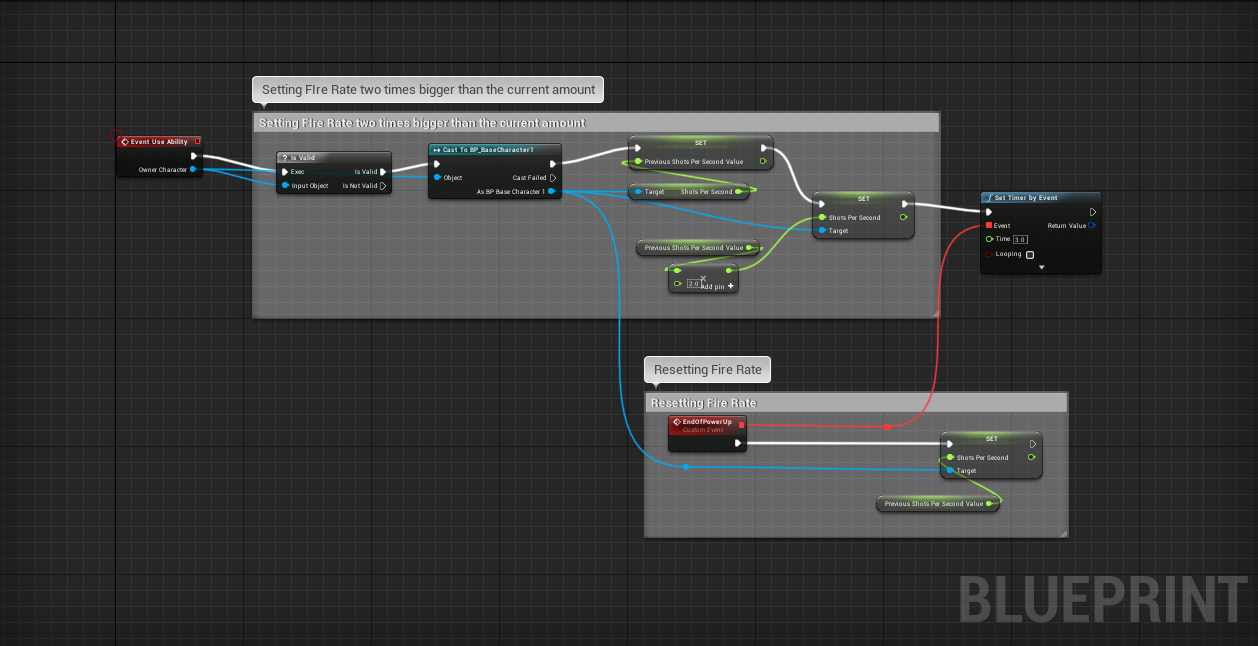 Setting FIre Rate two times bigger than the current amount
Setting FIre Rate two times bigger than the current amount
Event Use Ability
Owner Character
? Is Valid
Exec
Is Valid
Input Object
Is Not Valid
Cast To BP_BaseCharacter1
Object
Cast Failed
As BP Base Character 1
SET
Previous Shots Per Second Value
Target
Shots Per Second
SET
Shots Per Second
Target
Previous Shots Per Second Value
2.0
Add pin +
f Set Timer by Event
Event
Return Value
Time 3.0
Looping
Resetting Fire Rate
Resetting Fire Rate
EndOfPowerUp
Custom Event
SET
Shots Per Second
Target
Previous Shots Per Second Value
BLUEPRINT